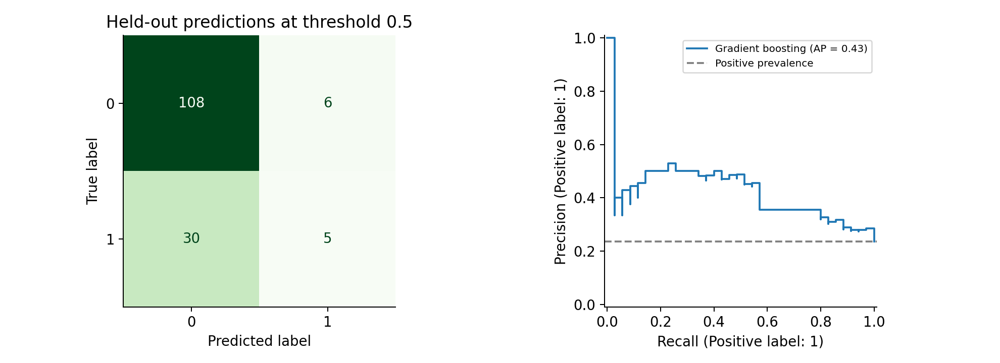 Held-out predictions at threshold 0.5
True label
0
1
108
6
30
5
0
1
Predicted label
Precision (Positive label: 1)
1.0
0.8
0.6
0.4
0.2
0.0
Gradient boosting (AP = 0.43)
Positive prevalence
0.0
0.2
0.4
0.6
0.8
1.0
Recall (Positive label: 1)